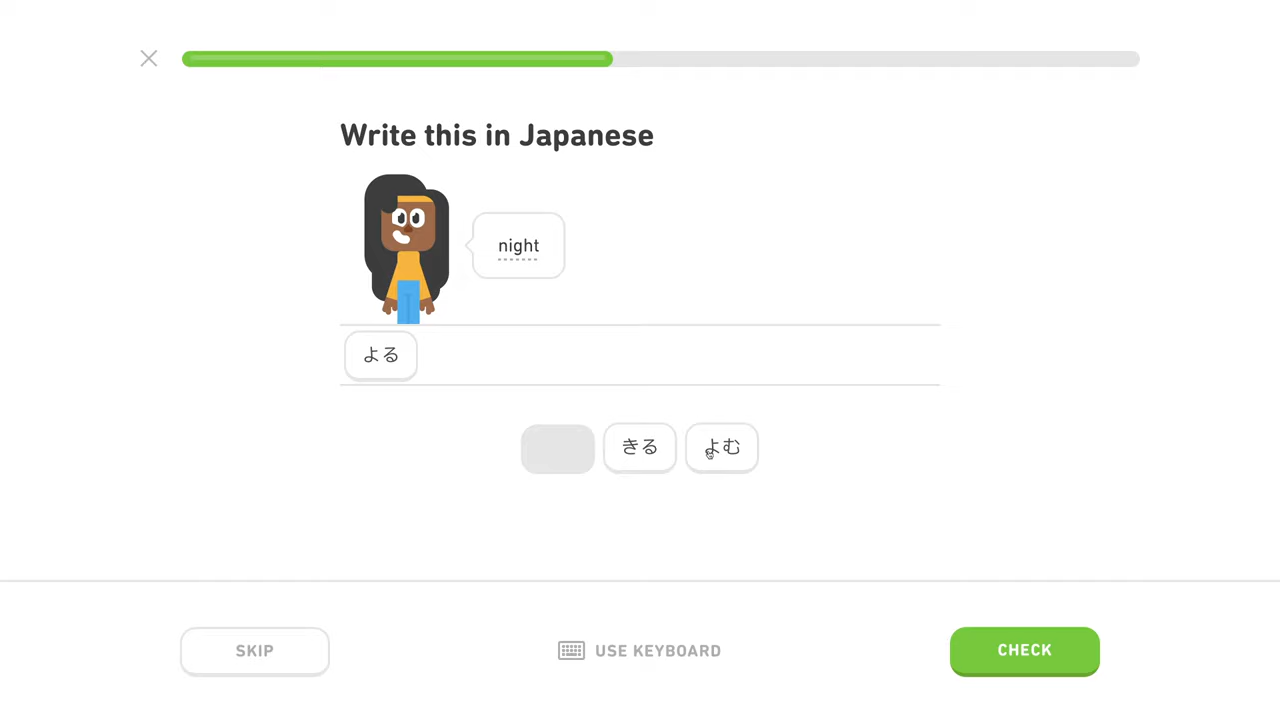 Write this in Japanese
night
よる
きる よむ
SKIP USE KEYBOARD CHECK